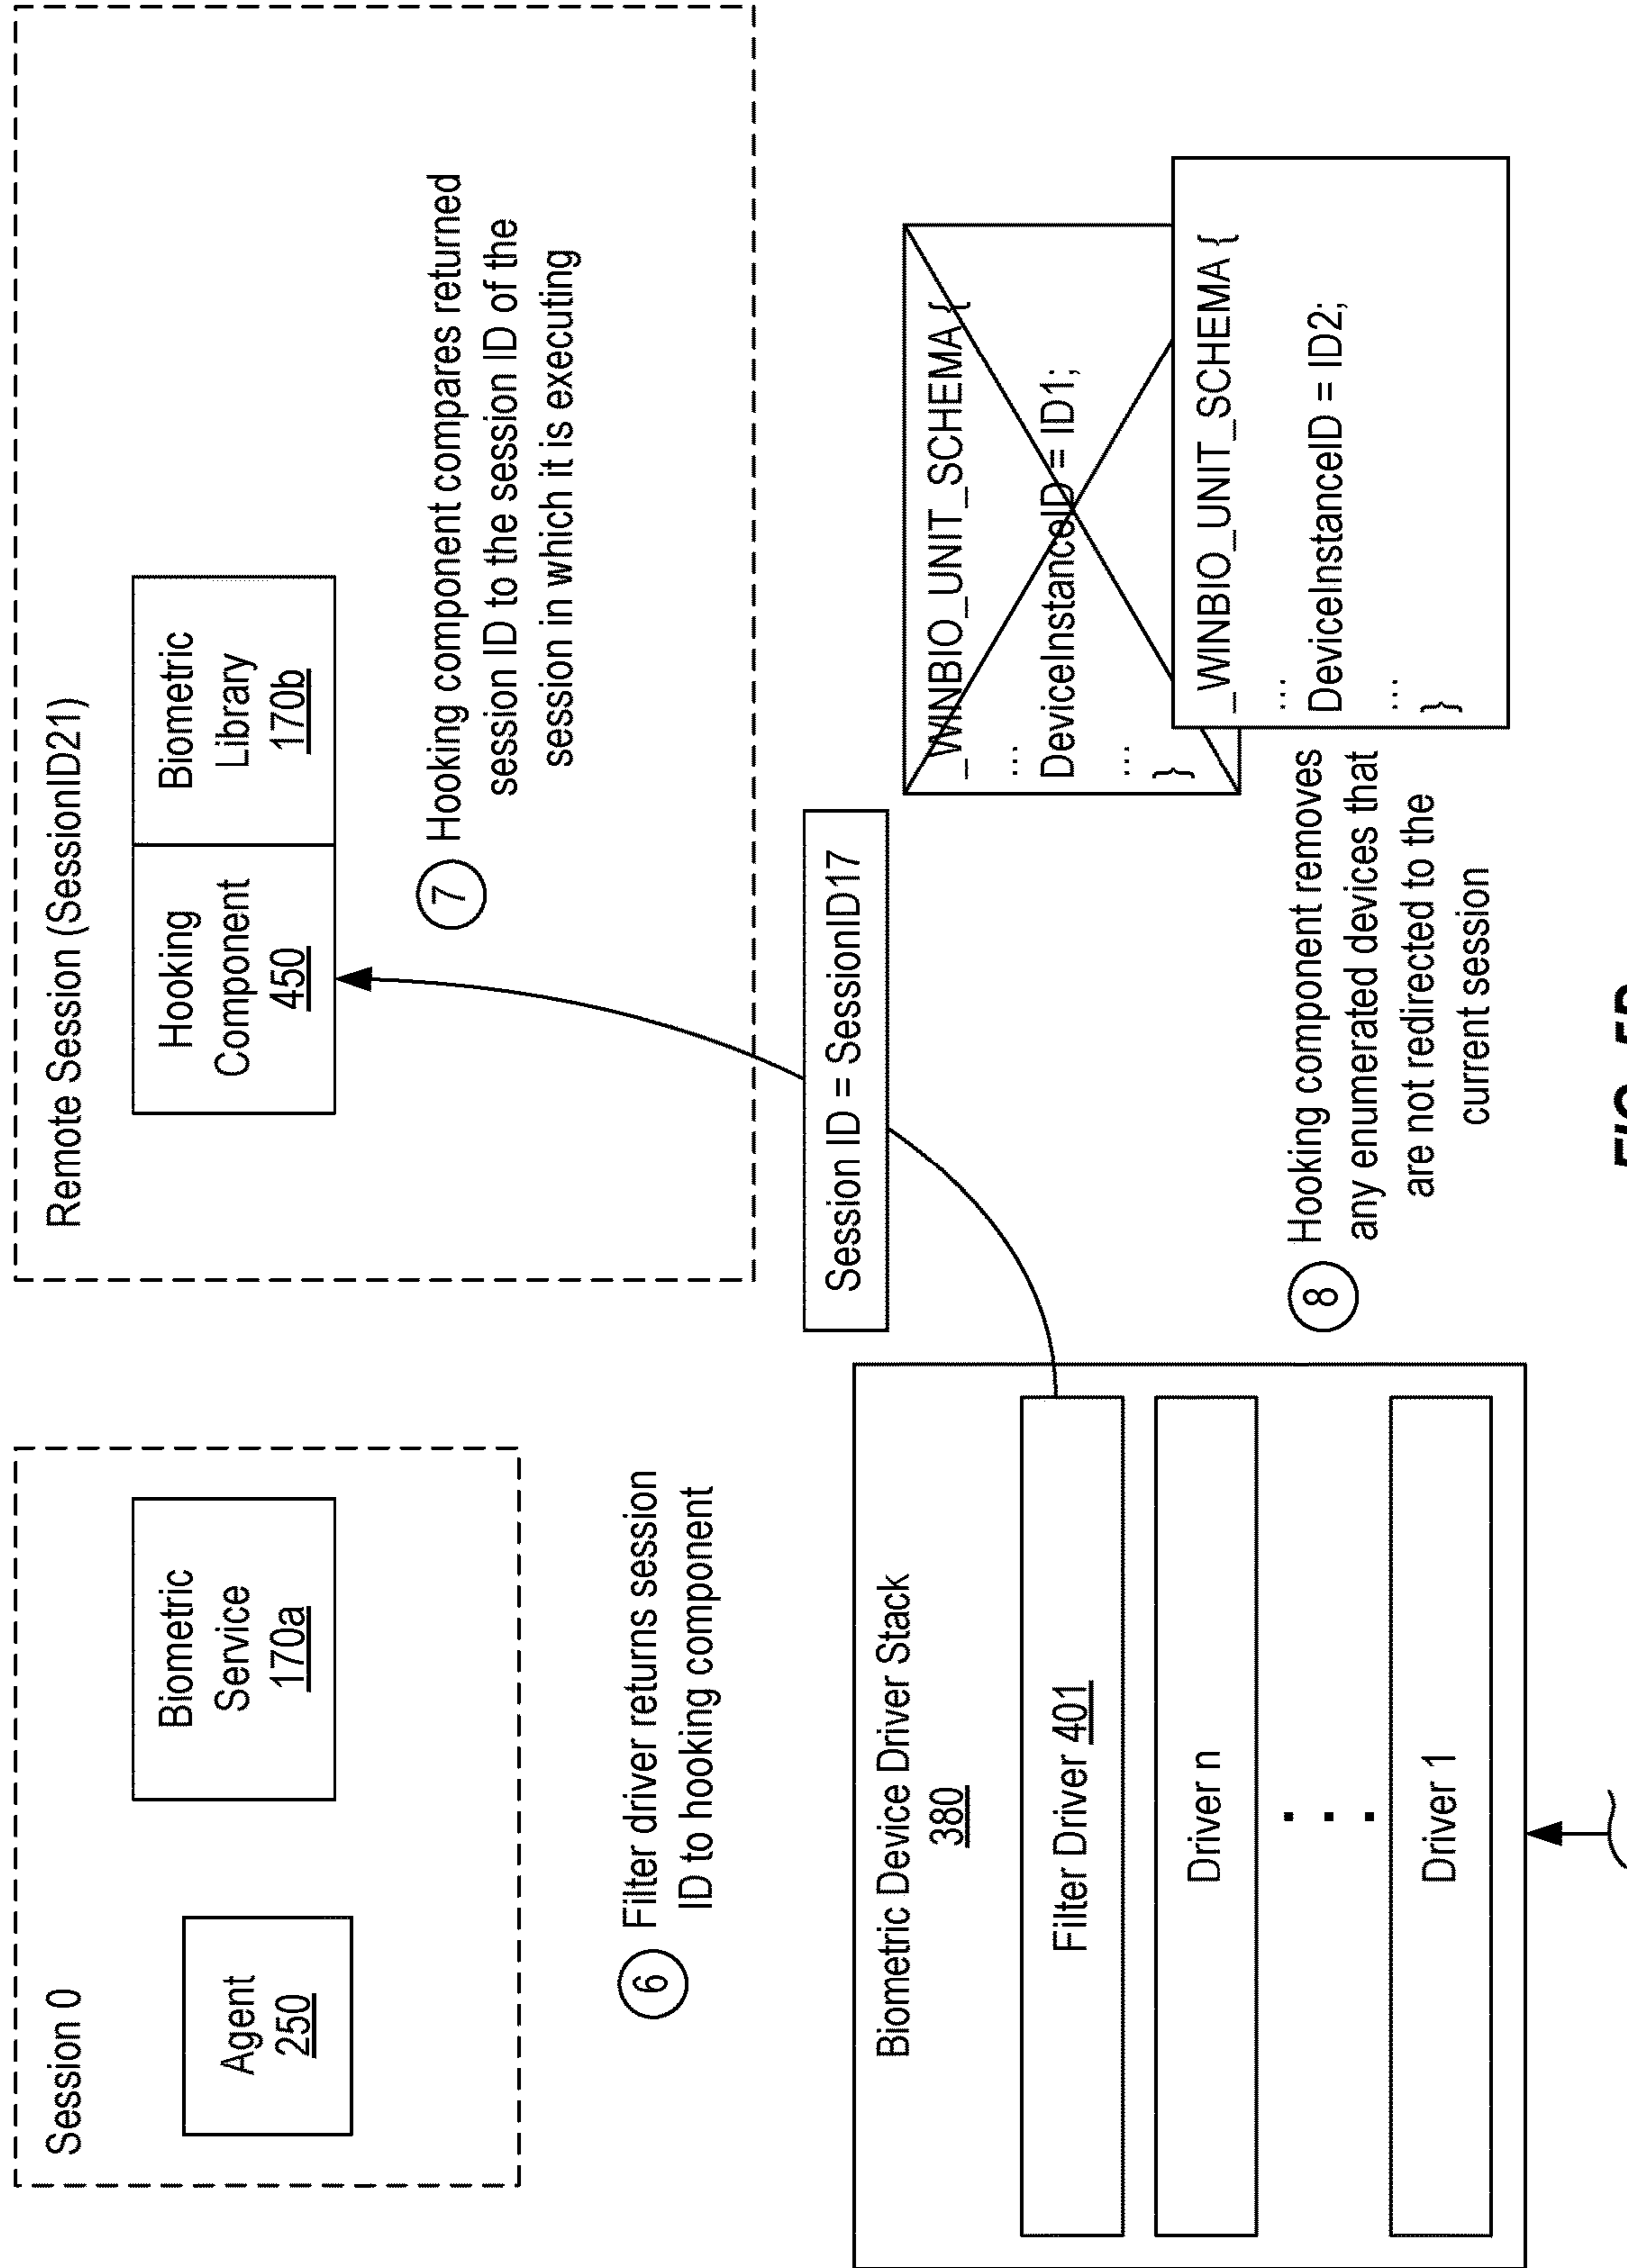 Session 0
Agent
250
Biometric
Service
170a
Remote Session (SessionID21)
Hooking
Component
450
Biometric
Library
170b
7
Hooking component compares returned
session ID to the session ID of the
session in which it is executing
6
Filter driver returns session
ID to hooking component
Session ID = SessionID17
Biometric Device Driver Stack
380
Filter Driver 401
Driver n
Driver 1
_WINBIO_UNIT_SCHEMA {
...
DeviceInstanceID = ID1;
...
}
_WINBIO_UNIT_SCHEMA {
...
DeviceInstanceID = ID2;
...
}
8
Hooking component removes
any enumerated devices that
are not redirected to the
current session